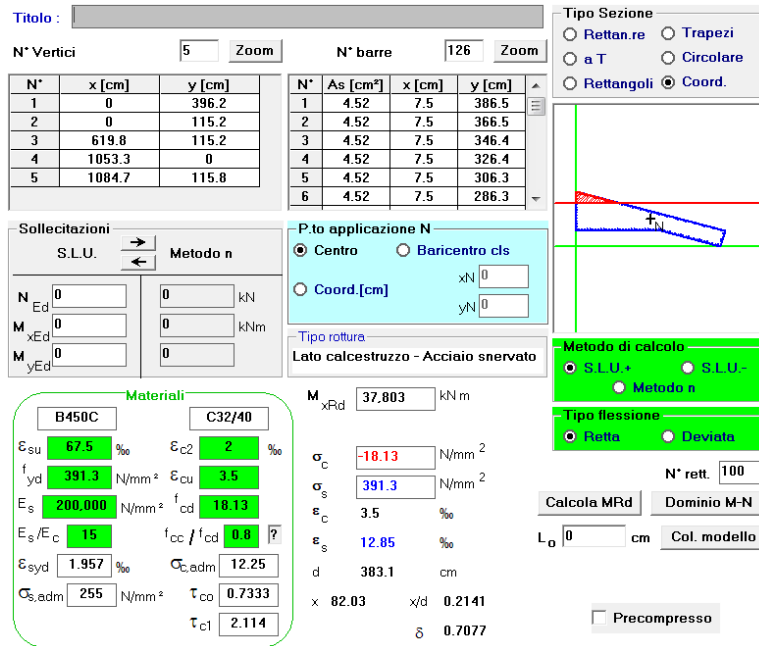 Titolo :
N° Vertici 5 Zoom N° barre 126 Zoom
N° x [cm] y [cm]
1 0 396.2
2 0 115.2
3 619.8 115.2
4 1053.3 0
5 1084.7 115.8
N° As [cm²] x [cm] y [cm]
1 4.52 7.5 386.5
2 4.52 7.5 366.5
3 4.52 7.5 346.4
4 4.52 7.5 326.4
5 4.52 7.5 306.3
6 4.52 7.5 286.3
Tipo Sezione
Rettan.re Trapezi
a T Circolare
Rettangoli Coord.
N
Sollecitazioni
S.L.U. → ← Metodo n
N Ed 0 0 kN
M xEd 0 0 kNm
M yEd 0 0
P.to applicazione N
Centro Baricentro cls
Coord.[cm] xN 0
yN 0
Tipo rottura
Lato calcestruzzo - Acciaio snervato
Metodo di calcolo
S.L.U.+ S.L.U.-
Metodo n
Tipo flessione
Retta Deviata
N° rett. 100
Calcola MRd Dominio M-N
L o 0 cm Col. modello
Precompresso
Materiali
B450C C32/40
εsu 67.5 ‰ εc2 2 ‰
fyd 391.3 N/mm² εcu 3.5
Es 200,000 N/mm² fcd 18.13
Es/Ec 15 fcc / fcd 0.8 ?
εsyd 1.957 ‰ σc,adm 12.25
σs,adm 255 N/mm² τco 0.7333
τc1 2.114
M xRd 37,803 kN m
σc -18.13 N/mm²
σs 391.3 N/mm²
εc 3.5 ‰
εs 12.85 ‰
d 383.1 cm
x 82.03 x/d 0.2141
δ 0.7077